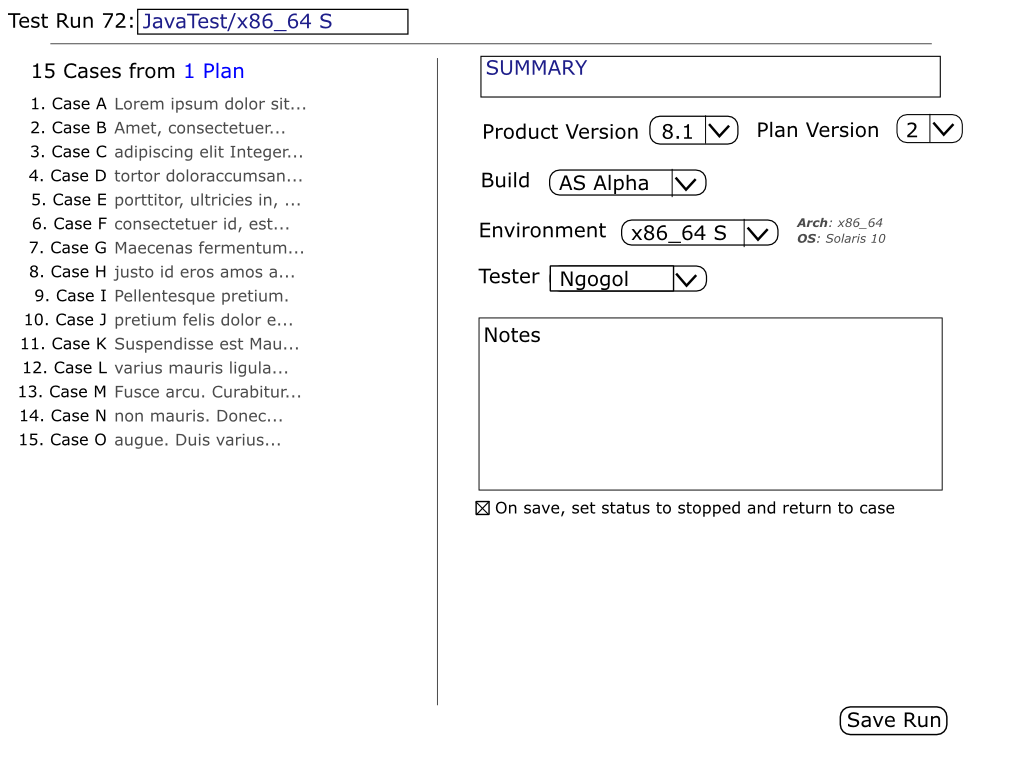 Test Run 72: JavaTest/x86_64 S
15 Cases from 1 Plan
1. Case A Lorem ipsum dolor sit...
2. Case B Amet, consectetuer...
3. Case C adipiscing elit Integer...
4. Case D tortor doloraccumsan...
5. Case E porttitor, ultricies in, ...
6. Case F consectetuer id, est...
7. Case G Maecenas fermentum...
8. Case H justo id eros amos a...
9. Case I Pellentesque pretium.
10. Case J pretium felis dolor e...
11. Case K Suspendisse est Mau...
12. Case L varius mauris ligula...
13. Case M Fusce arcu. Curabitur...
14. Case N non mauris. Donec...
15. Case O augue. Duis varius...
SUMMARY
Product Version 8.1 Plan Version 2
Build AS Alpha
Environment x86_64 S
Arch: x86_64
OS: Solaris 10
Tester Ngogol
Notes
On save, set status to stopped and return to case
Save Run